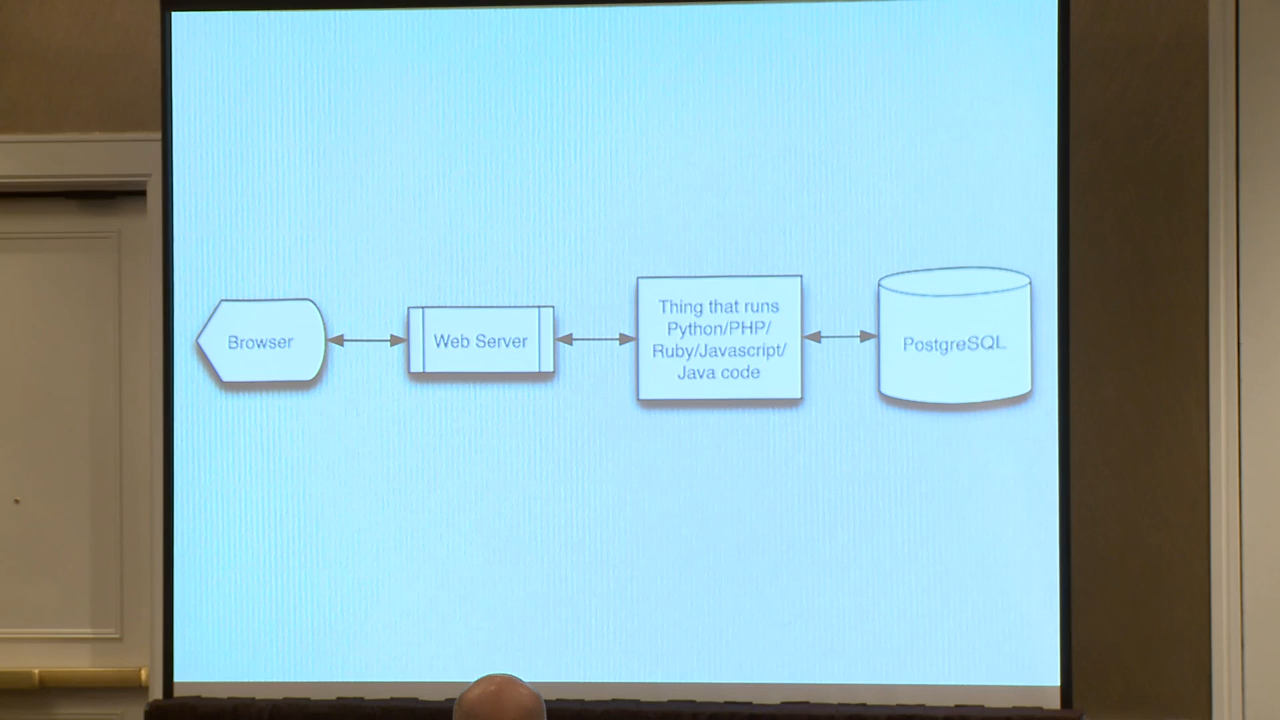 Browser
Web Server
Thing that runs
Python/PHP/
Ruby/Javascript/
Java code
PostgreSQL